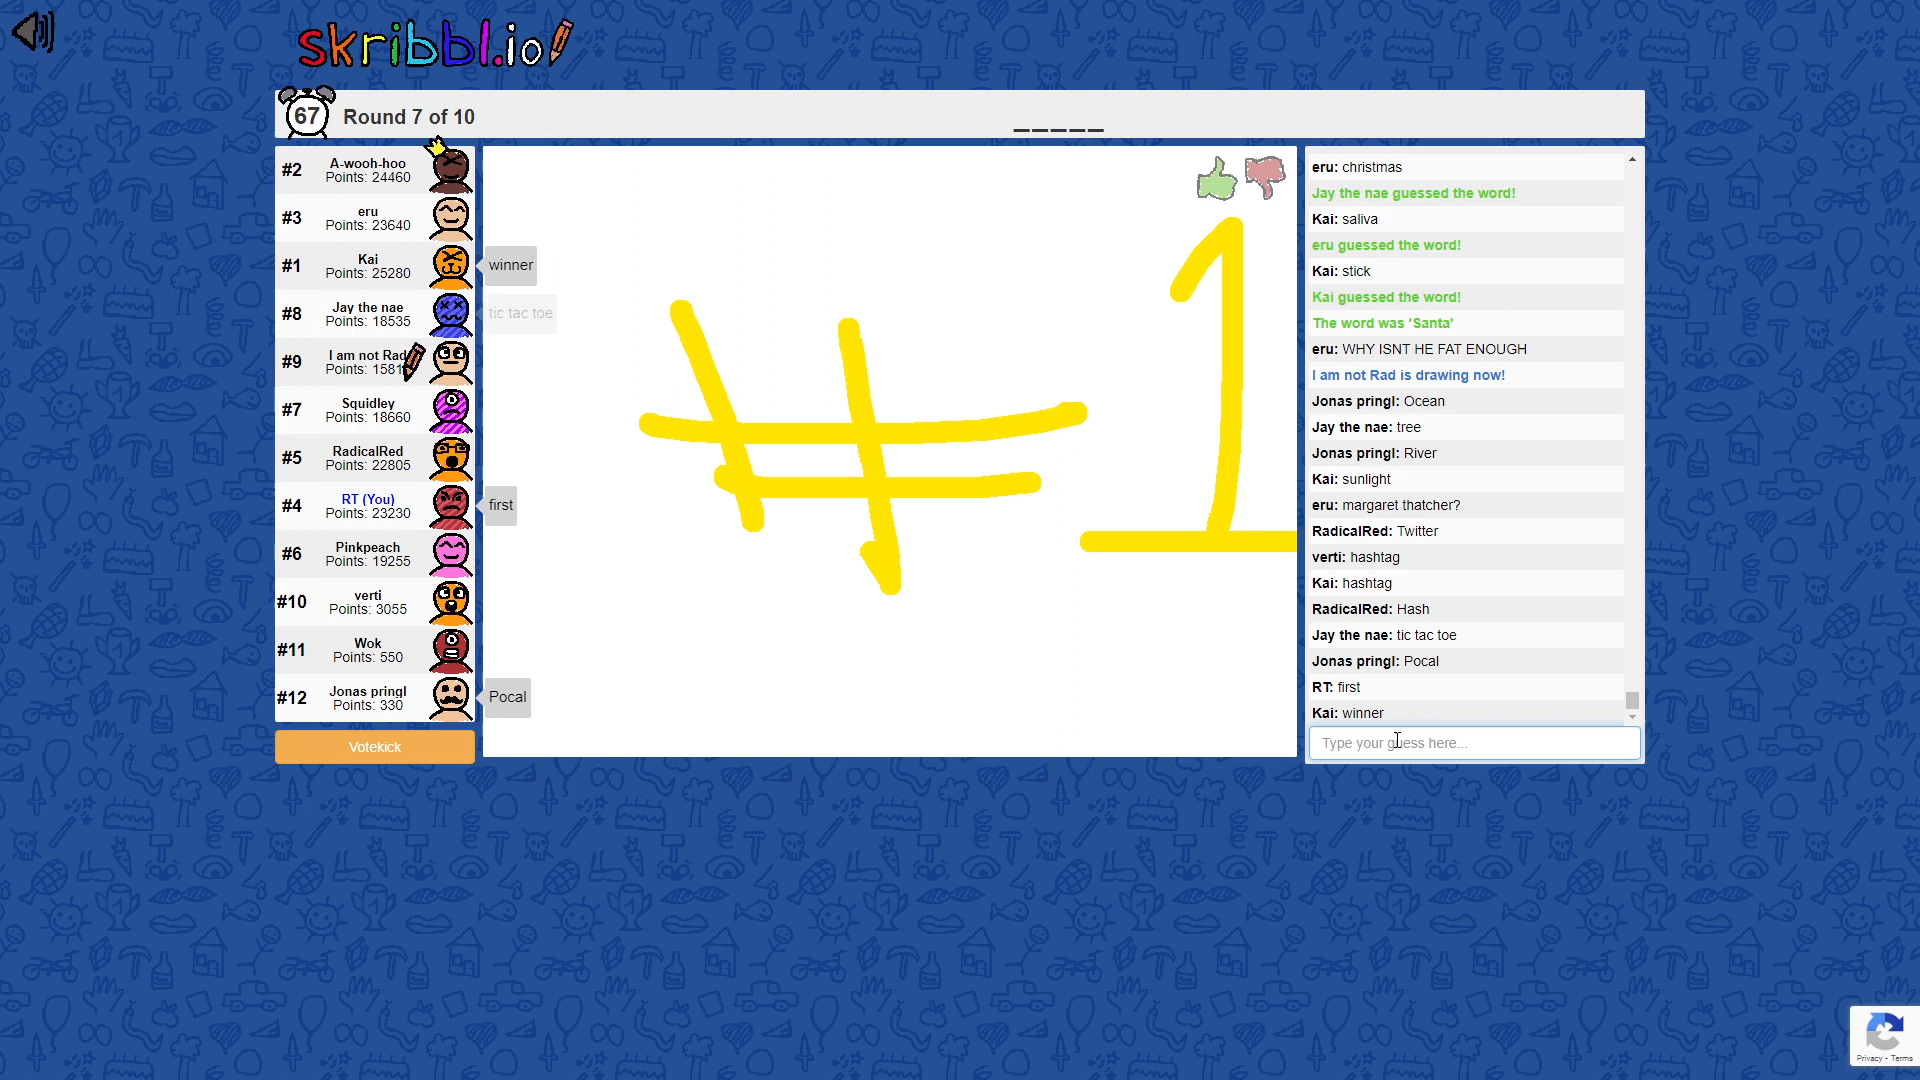 skribbl.io
67 Round 7 of 10
_____
#2 A-wooh-hoo
Points: 24460
#3 eru
Points: 23640
#1 Kai
Points: 25280
winner
#8 Jay the nae
Points: 18535
tic tac toe
#9 I am not Rad
Points: 1581
#7 Squidley
Points: 18660
#5 RadicalRed
Points: 22805
#4 RT (You)
Points: 23230
first
#6 Pinkpeach
Points: 19255
#10 verti
Points: 3055
#11 Wok
Points: 550
#12 Jonas pringl
Points: 330
Pocal
Votekick
# 1
eru: christmas
Jay the nae guessed the word!
Kai: saliva
eru guessed the word!
Kai: stick
Kai guessed the word!
The word was 'Santa'
eru: WHY ISNT HE FAT ENOUGH
I am not Rad is drawing now!
Jonas pringl: Ocean
Jay the nae: tree
Jonas pringl: River
Kai: sunlight
eru: margaret thatcher?
RadicalRed: Twitter
verti: hashtag
Kai: hashtag
RadicalRed: Hash
Jay the nae: tic tac toe
Jonas pringl: Pocal
RT: first
Kai: winner
Type your guess here...
Privacy - Terms